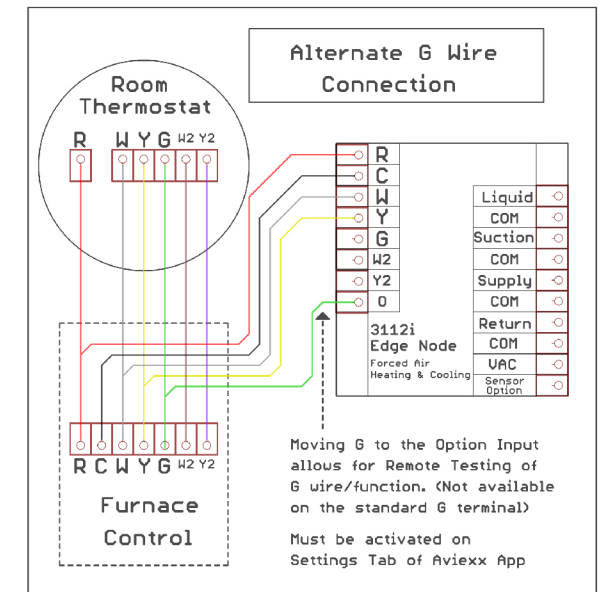 Alternate G Wire
Connection
Room
Thermostat
R W Y G W2 Y2
R
C
W
Y
G
W2
Y2
O
3112i
Edge Node
Forced Air
Heating & Cooling
Liquid
COM
Suction
COM
Supply
COM
Return
COM
VAC
Sensor
Option
R C W Y G W2 Y2
Furnace
Control
Moving G to the Option Input
allows for Remote Testing of
G wire/function. (Not available
on the standard G terminal)
Must be activated on
Settings Tab of Aviexx App